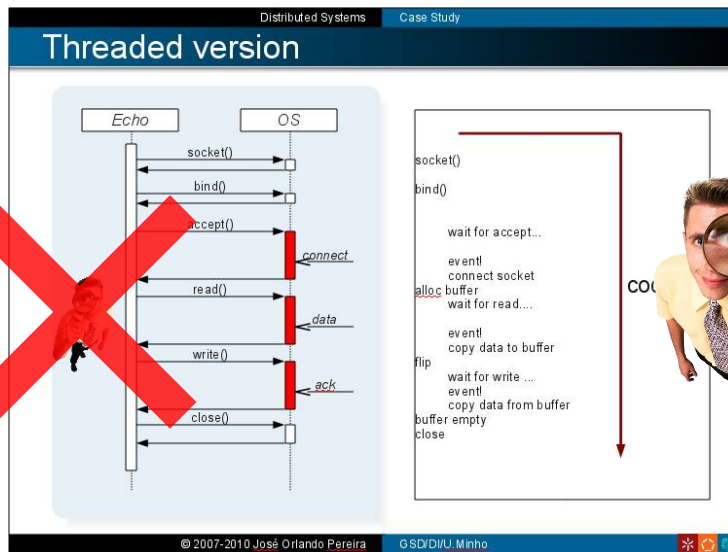 Distributed Systems Case Study
Threaded version
Echo OS
socket()
bind()
accept()
connect
read()
data
write()
ack
close()
socket()
bind()
wait for accept...
event!
connect socket
alloc buffer
wait for read....
event!
copy data to buffer
flip
wait for write ...
event!
copy data from buffer
buffer empty
close
© 2007-2010 José Orlando Pereira GSD/DI/U.Minho